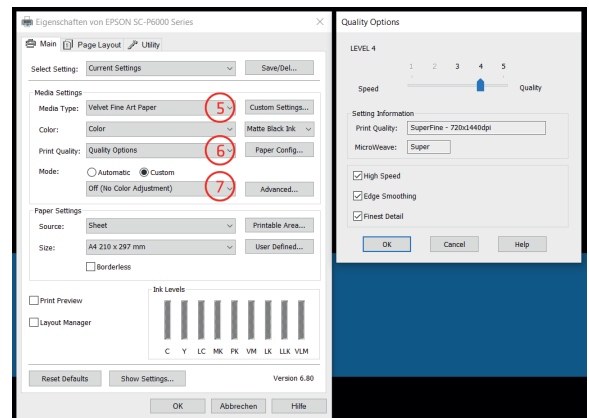 Eigenschaften von EPSON SC-P6000 Series
Main Page Layout Utility
Select Setting: Current Settings Save/Del...
Media Settings
Media Type: Velvet Fine Art Paper 5 Custom Settings...
Color: Color Matte Black Ink
Print Quality: Quality Options 6 Paper Config...
Mode: Automatic Custom
Off (No Color Adjustment) 7 Advanced...
Paper Settings
Source: Sheet Printable Area...
Size: A4 210 x 297 mm User Defined...
Borderless
Print Preview
Layout Manager
Ink Levels
C Y LC MK PK VM LK LLK VLM
Reset Defaults Show Settings... Version 6.80
OK Abbrechen Hilfe
Quality Options
LEVEL 4
1 2 3 4 5
Speed Quality
Setting Information
Print Quality: SuperFine - 720x1440dpi
MicroWeave: Super
High Speed
Edge Smoothing
Finest Detail
OK Cancel Help